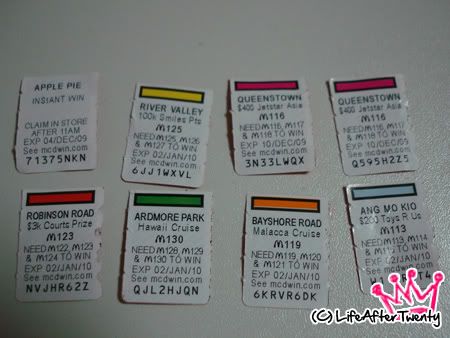 APPLE PIE
INSTANT WIN
CLAIM IN STORE
AFTER 11AM
EXP 04/DEC/09
See mcdwin.com
71375NKN
RIVER VALLEY
100k Smiles Pts
M125
NEED M125, M126
& M127 TO WIN
EXP 02/JAN/10
See mcdwin.com
6JJ1WXVL
QUEENSTOWN
$400 Jetstar Asia
M116
NEED M116, M117
& M118 TO WIN
EXP 10/DEC/09
See mcdwin.com
3N33LWQX
QUEENSTOWN
$400 Jetstar Asia
M116
NEED M116, M117
& M118 TO WIN
EXP 10/DEC/09
See mcdwin.com
Q595H2Z5
ROBINSON ROAD
$3k Courts Prize
M123
NEED M122, M123
& M124 TO WIN
EXP 02/JAN/10
See mcdwin.com
NVJHR62Z
ARDMORE PARK
Hawaii Cruise
M130
NEED M128, M129
& M130 TO WIN
EXP 02/JAN/10
See mcdwin.com
QJL2HJQN
BAYSHORE ROAD
Malacca Cruise
M119
NEED M119, M120
& M121 TO WIN
EXP 02/JAN/10
See mcdwin.com
6KRVR6DK
ANG MO KIO
$200 Toys R Us
M113
NEED M113, M114
& M115 TO WIN
EXP 02/JAN/10
See mcdwin.com
(C) LifeAfterTwenty